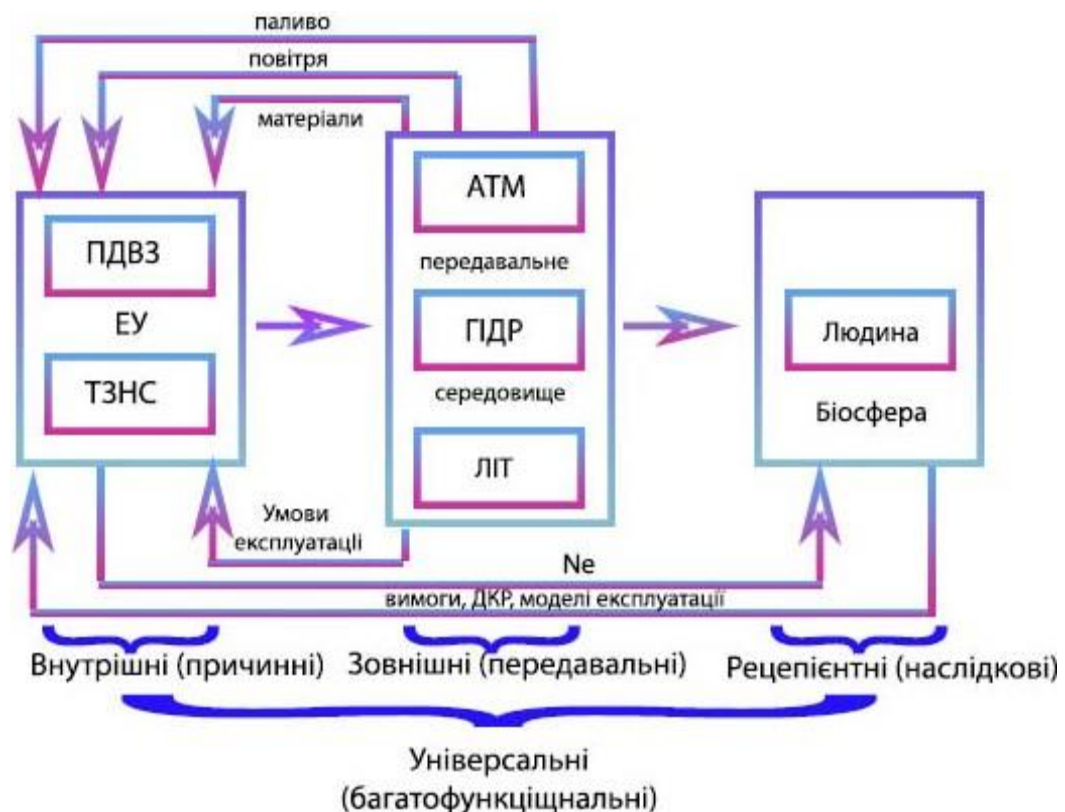 паливо
повітря
матеріали
ПДВЗ
ЕУ
ТЗНС
АТМ
передавальне
ГІДР
середовище
ЛІТ
Людина
Біосфера
Умови
експлуатації
Ne
вимоги, ДКР, моделі експлуатації
Внутрішні (причинні)
Зовнішні (передавальні)
Рецепієнтні (наслідкові)
Універсальні
(багатофункціщнальні)